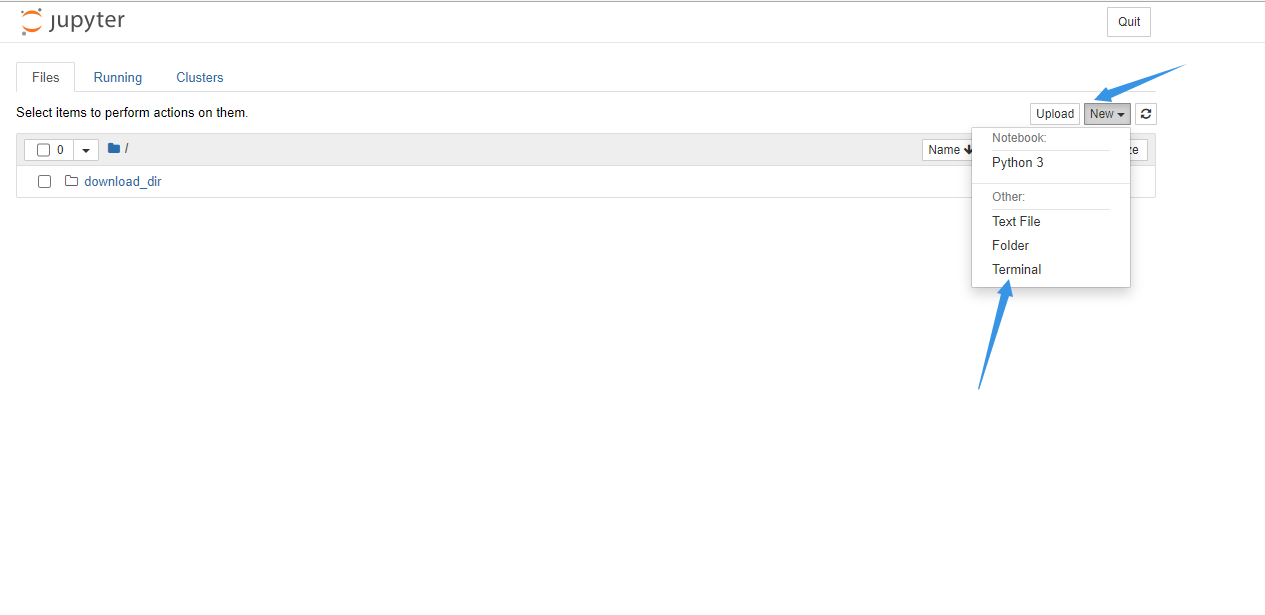 jupyter
Quit
Files Running Clusters
Select items to perform actions on them.
Upload New
0 / Name
Notebook:
Python 3
download_dir
Other:
Text File
Folder
Terminal